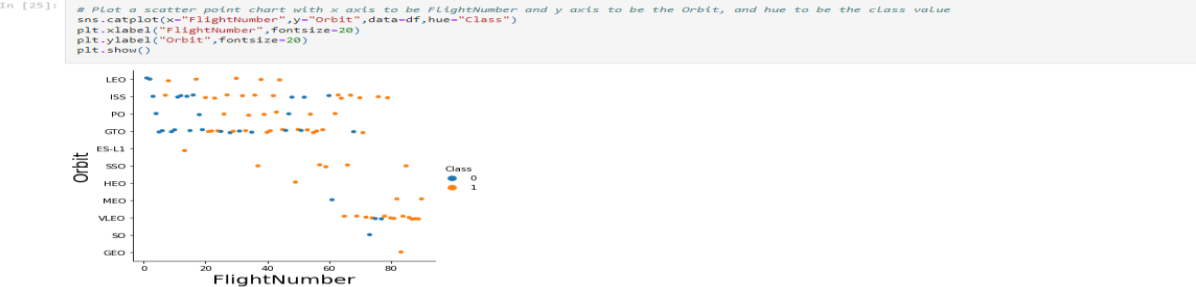 In [25]:
# Plot a scatter point chart with x axis to be FlightNumber and y axis to be the Orbit, and hue to be the class value
sns.catplot(x="FlightNumber",y="Orbit",data=df,hue="Class")
plt.xlabel("FlightNumber",fontsize=20)
plt.ylabel("Orbit",fontsize=20)
plt.show()
LEO
ISS
PO
GTO
ES-L1
SSO
HEO
MEO
VLEO
SO
GEO
Orbit
Class
0
1
0 20 40 60 80
FlightNumber